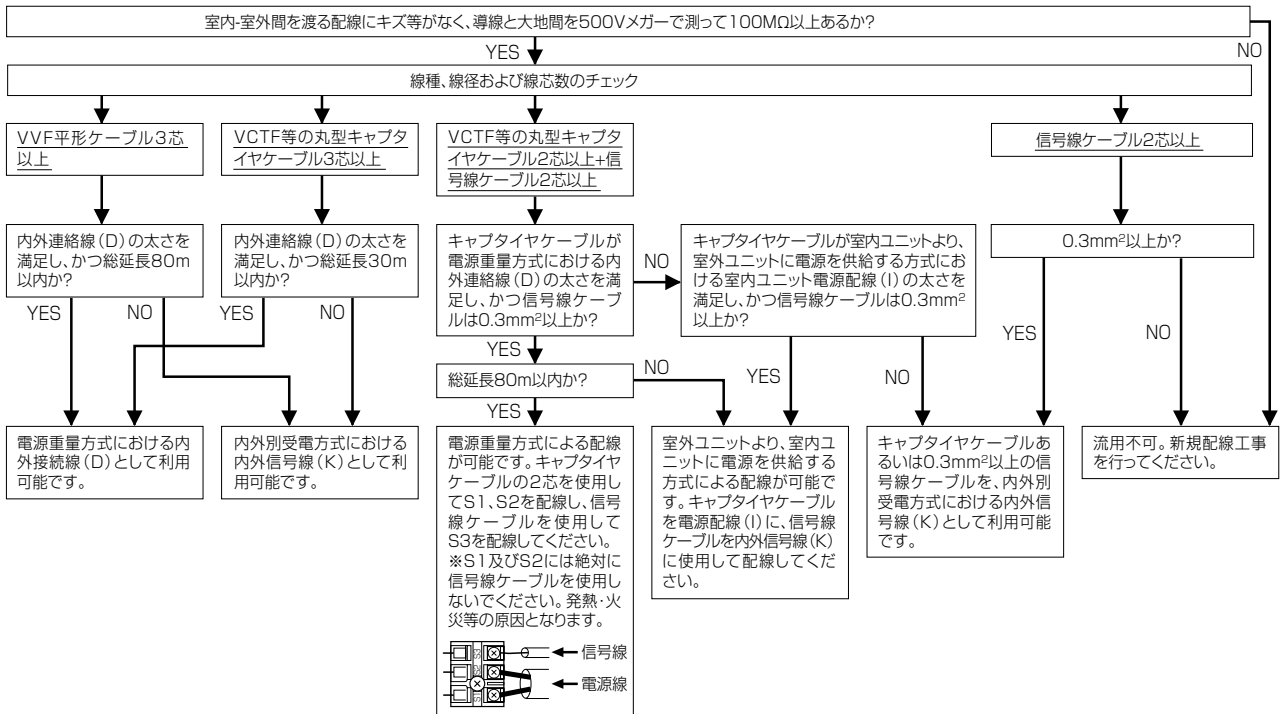 室内-室外間を渡る配線にキズ等がなく、導線と大地間を500Vメガーで測って100MΩ以上あるか?
YES
NO
線種、線径および線芯数のチェック
VVF平形ケーブル3芯
以上
VCTF等の丸型キャプタ
イヤケーブル3芯以上
VCTF等の丸型キャプタ
イヤケーブル2芯以上+信
号線ケーブル2芯以上
信号線ケーブル2芯以上
内外連絡線(D)の太さを
満足し、かつ総延長80m
以内か?
内外連絡線(D)の太さを
満足し、かつ総延長30m
以内か?
キャプタイヤケーブルが
電源重量方式における内
外連絡線(D)の太さを満
足し、かつ信号線ケーブ
ルは0.3mm²以上か?
NO
キャプタイヤケーブルが室内ユニットより、
室外ユニットに電源を供給する方式にお
ける室内ユニット電源配線(I)の太さを
満足し、かつ信号線ケーブルは0.3mm²
以上か?
0.3mm²以上か?
YES
NO
YES
NO
YES
総延長80m以内か?
NO
YES
YES
NO
YES
NO
電源重量方式における内
外接続線(D)として利用
可能です。
内外別受電方式における
内外信号線(K)として利
用可能です。
電源重量方式による配線
が可能です。キャプタイヤ
ケーブルの2芯を使用し
てS1、S2を配線し、信号
線ケーブルを使用して
S3を配線してください。
※S1及びS2には絶対に
信号線ケーブルを使用し
ないでください。発熱・火
災等の原因となります。
S3
S2
S1
信号線
電源線
室外ユニットより、室内ユ
ニットに電源を供給する
方式による配線が可能で
す。キャプタイヤケーブル
を電源配線(I)に、信号線
ケーブルを内外信号線(K)
に使用して配線してくだ
さい。
キャプタイヤケーブルあ
るいは0.3mm²以上の信
号線ケーブルを、内外別
受電方式における内外信
号線(K)として利用可能
です。
流用不可。新規配線工事
を行ってください。